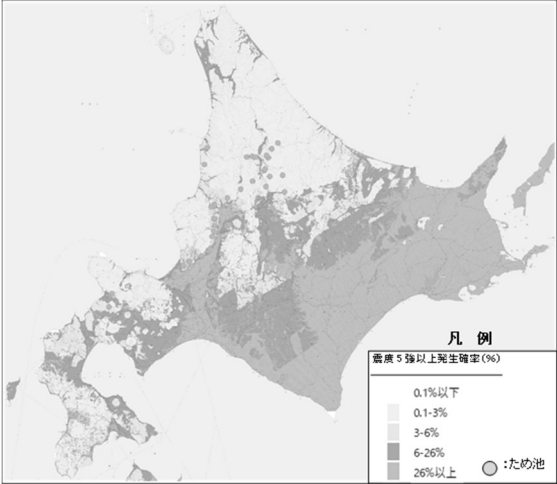 凡 例
震度5強以上発生確率(%)
0.1%以下
0.1-3%
3-6%
6-26%
26%以上
:ため池